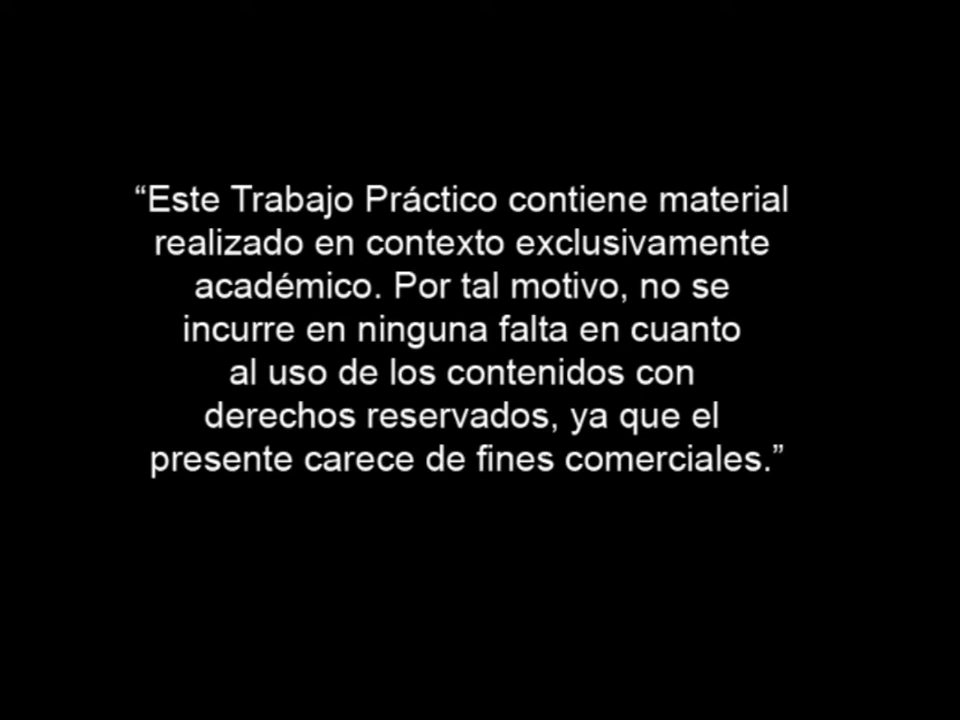 “Este Trabajo Práctico contiene material
realizado en contexto exclusivamente
académico. Por tal motivo, no se
incurre en ninguna falta en cuanto
al uso de los contenidos con
derechos reservados, ya que el
presente carece de fines comerciales.”